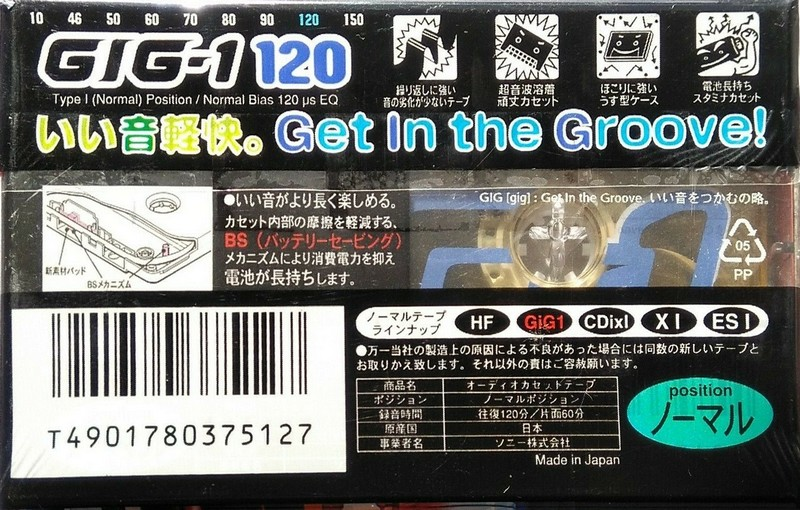 10 46 50 60 70 80 90 120 150
GIG-1 120
Type I (Normal) Position / Normal Bias 120 μs EQ
繰り返しに強い
音の劣化が少ないテープ
超音波溶着
頑丈カセット
ほこりに強い
うす型ケース
電池長持ち
スタミナカセット
いい音軽快。Get In the Groove!
新素材パッド
BSメカニズム
●いい音がより長く楽しめる。
カセット内部の摩擦を軽減する、
BS（バッテリーセービング）
メカニズムにより消費電力を抑え
電池が長持ちします。
GIG [gig] : Get In the Groove. いい音をつかむの略。
05
PP
ノーマルテープ
ラインナップ
HF GiG1 CDixI XI ESI
●万一当社の製造上の原因による不良があった場合には同数の新しいテープと
お取りかえ致します。それ以外の責はご容赦願います。
商品名 オーディオカセットテープ
ポジション ノーマルポジション
録音時間 往復120分／片面60分
原産国 日本
事業者名 ソニー株式会社
Made in Japan
position
ノーマル
T4901780375127